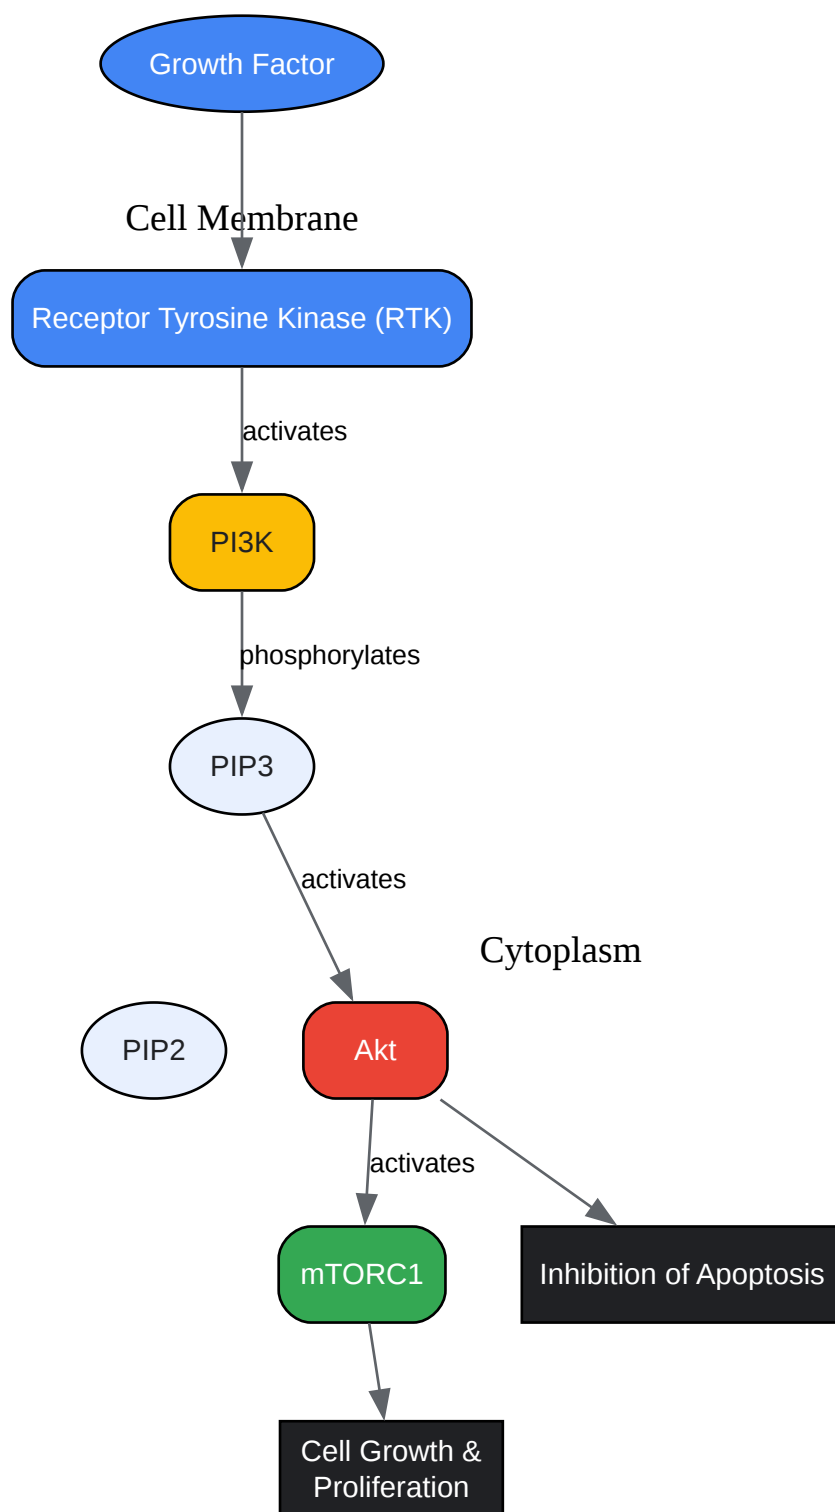 Growth Factor
Cell Membrane
Receptor Tyrosine Kinase (RTK)
activates
PI3K
phosphorylates
PIP3
activates
Cytoplasm
PIP2
Akt
activates
mTORC1
Inhibition of Apoptosis
Cell Growth &
Proliferation